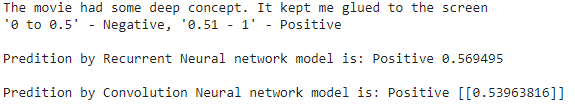 The movie had some deep concept. It kept me glued to the screen
'0 to 0.5' - Negative, '0.51 - 1' - Positive
Predition by Recurrent Neural network model is: Positive 0.569495
Predition by Convolution Neural network model is: Positive [[0.53963816]]